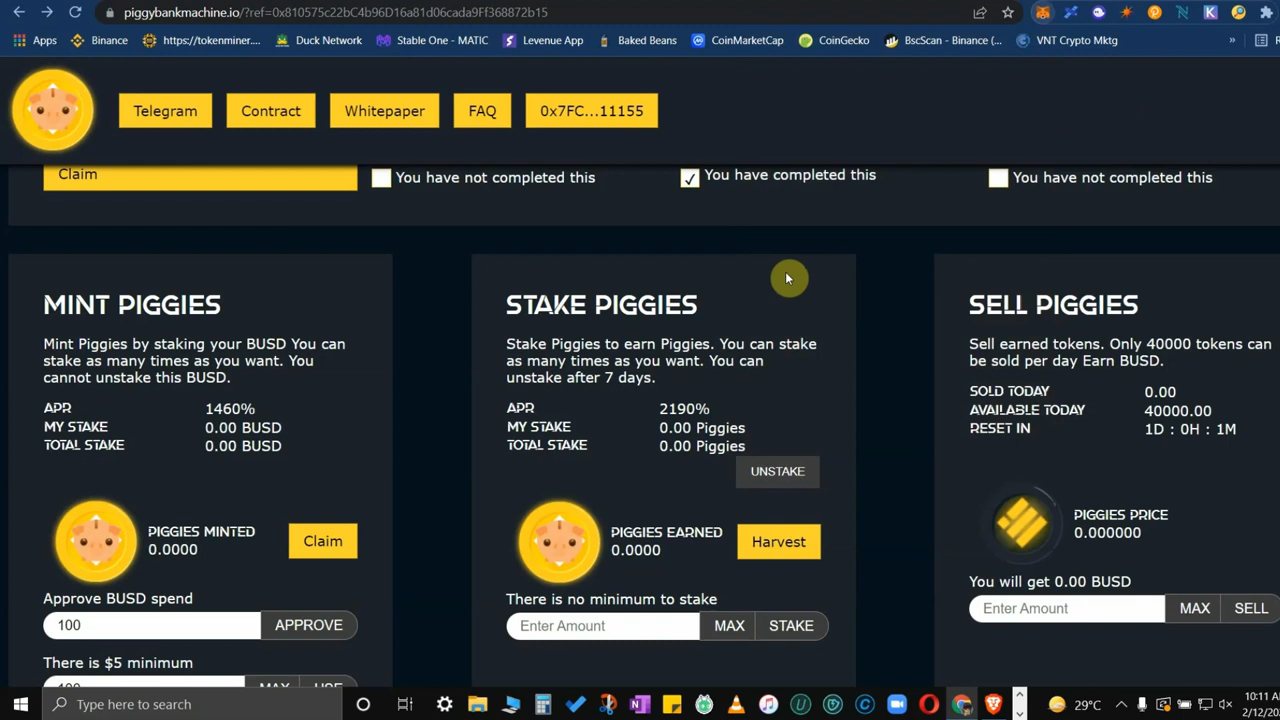 piggybankmachine.io/?ref=0x810575c22bC4b96D16a81d06cada9Ff368872b15
Apps
Binance
https://tokenminer....
Duck Network
Stable One - MATIC
Levenue App
Baked Beans
CoinMarketCap
CoinGecko
BscScan - Binance (...
VNT Crypto Mktg
»
Telegram
Contract
Whitepaper
FAQ
0x7FC...11155
Claim
You have not completed this
You have completed this
You have not completed this
MINT PIGGIES
Mint Piggies by staking your BUSD You can
stake as many times as you want. You
cannot unstake this BUSD.
APR 1460%
MY STAKE 0.00 BUSD
TOTAL STAKE 0.00 BUSD
PIGGIES MINTED
0.0000
Claim
Approve BUSD spend
100 APPROVE
There is $5 minimum
STAKE PIGGIES
Stake Piggies to earn Piggies. You can stake
as many times as you want. You can
unstake after 7 days.
APR 2190%
MY STAKE 0.00 Piggies
TOTAL STAKE 0.00 Piggies
UNSTAKE
PIGGIES EARNED
0.0000
Harvest
There is no minimum to stake
Enter Amount MAX STAKE
SELL PIGGIES
Sell earned tokens. Only 40000 tokens can
be sold per day Earn BUSD.
SOLD TODAY 0.00
AVAILABLE TODAY 40000.00
RESET IN 1D : 0H : 1M
PIGGIES PRICE
0.000000
You will get 0.00 BUSD
Enter Amount MAX SELL
Type here to search
29°C
10:11 A
2/12/20